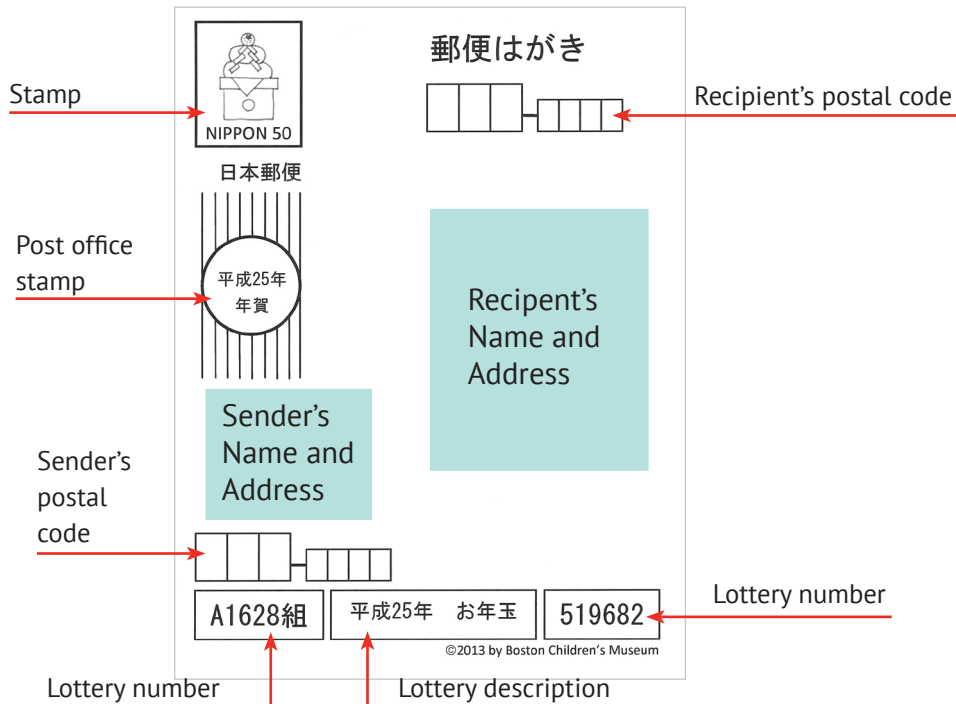 郵便はがき
Stamp
Recipient's postal code
NIPPON 50
日本郵便
Post office
stamp
平成25年
年賀
Recipent's
Name and
Address
Sender's
Name and
Address
Sender's
postal
code
A1628組
平成25年 お年玉
519682
Lottery number
©2013 by Boston Children's Museum
Lottery number
Lottery description